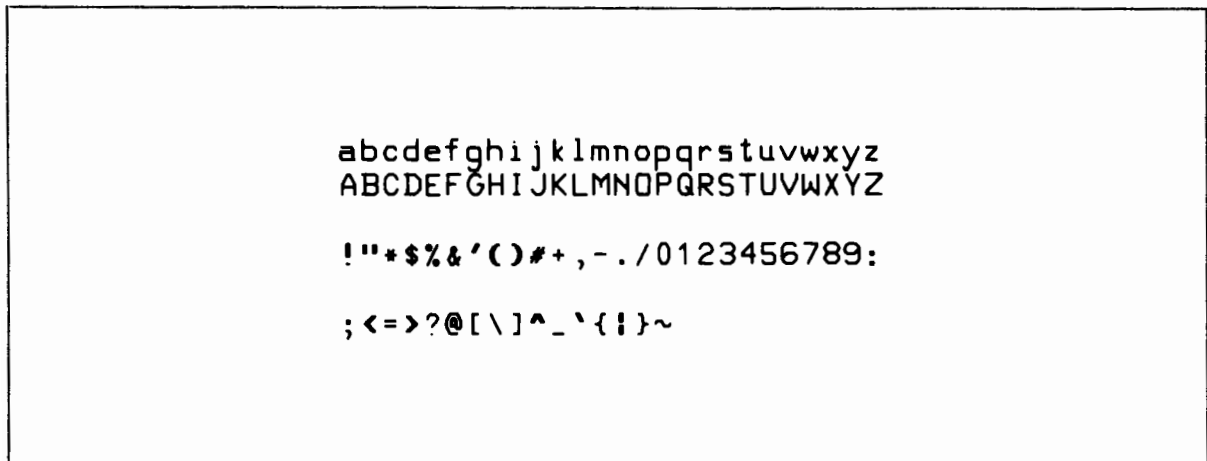 abcdefghijklmnopqrstuvwxyz
ABCDEFGHIJKLMNOPQRSTUVWXYZ
!"*$%&'()#+,-./0123456789:
;<=>?@[\]^_`{¦}~